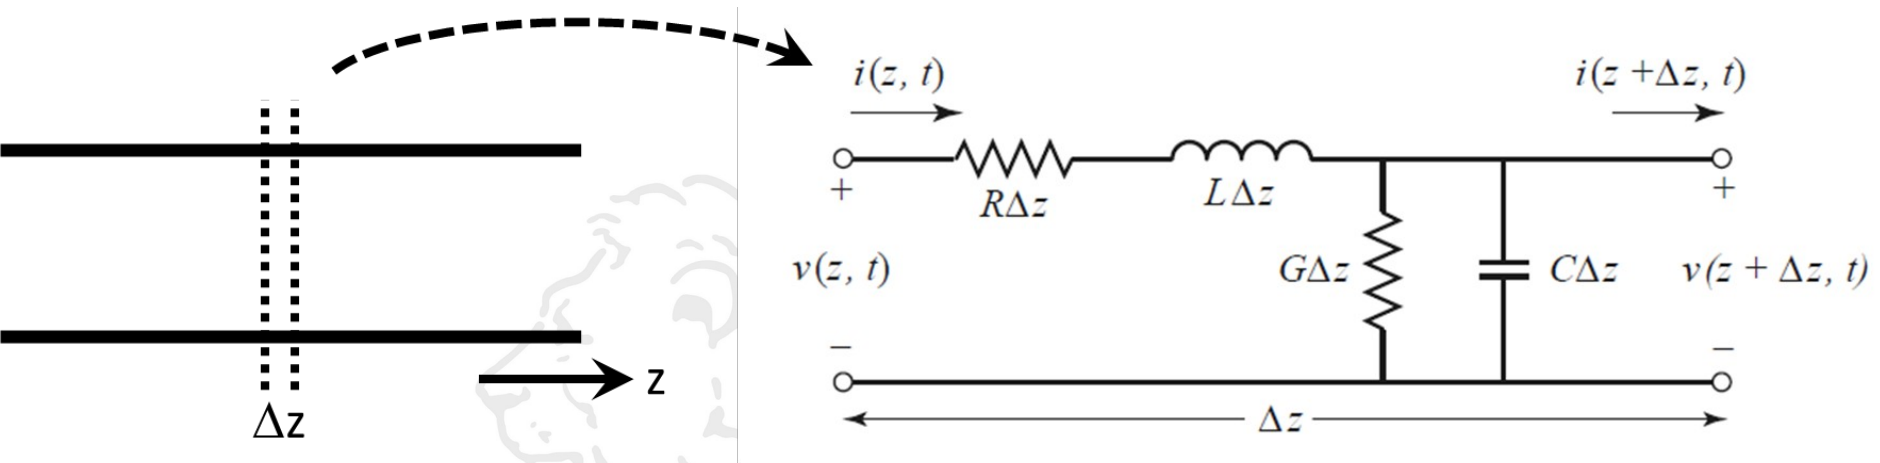 i(z, t)
i(z +Δz, t)
+
RΔz
LΔz
+
v(z, t)
GΔz
CΔz
v(z + Δz, t)
−
−
z
Δz
Δz